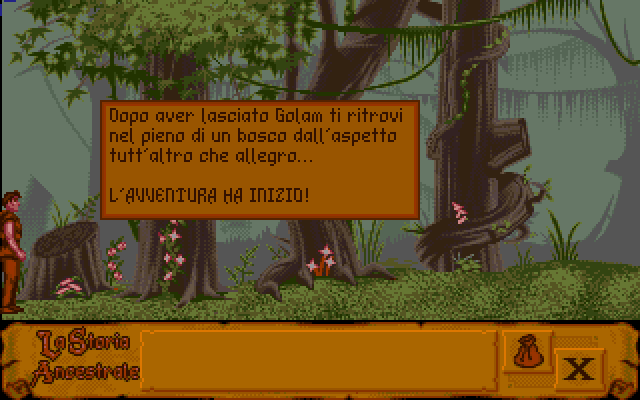 Dopo aver lasciato Golam ti ritrovi
nel pieno di un bosco dall'aspetto
tutt'altro che allegro...
L'AVVENTURA HA INIZIO!
La Storia
Ancestrale
X